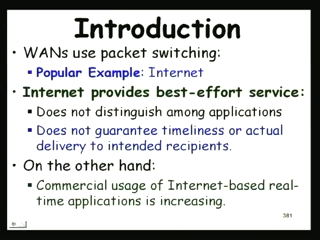 Introduction
• WANs use packet switching:
▪ Popular Example: Internet
• Internet provides best-effort service:
▪ Does not distinguish among applications
▪ Does not guarantee timeliness or actual
delivery to intended recipients.
• On the other hand:
▪ Commercial usage of Internet-based real-
time applications is increasing.
381